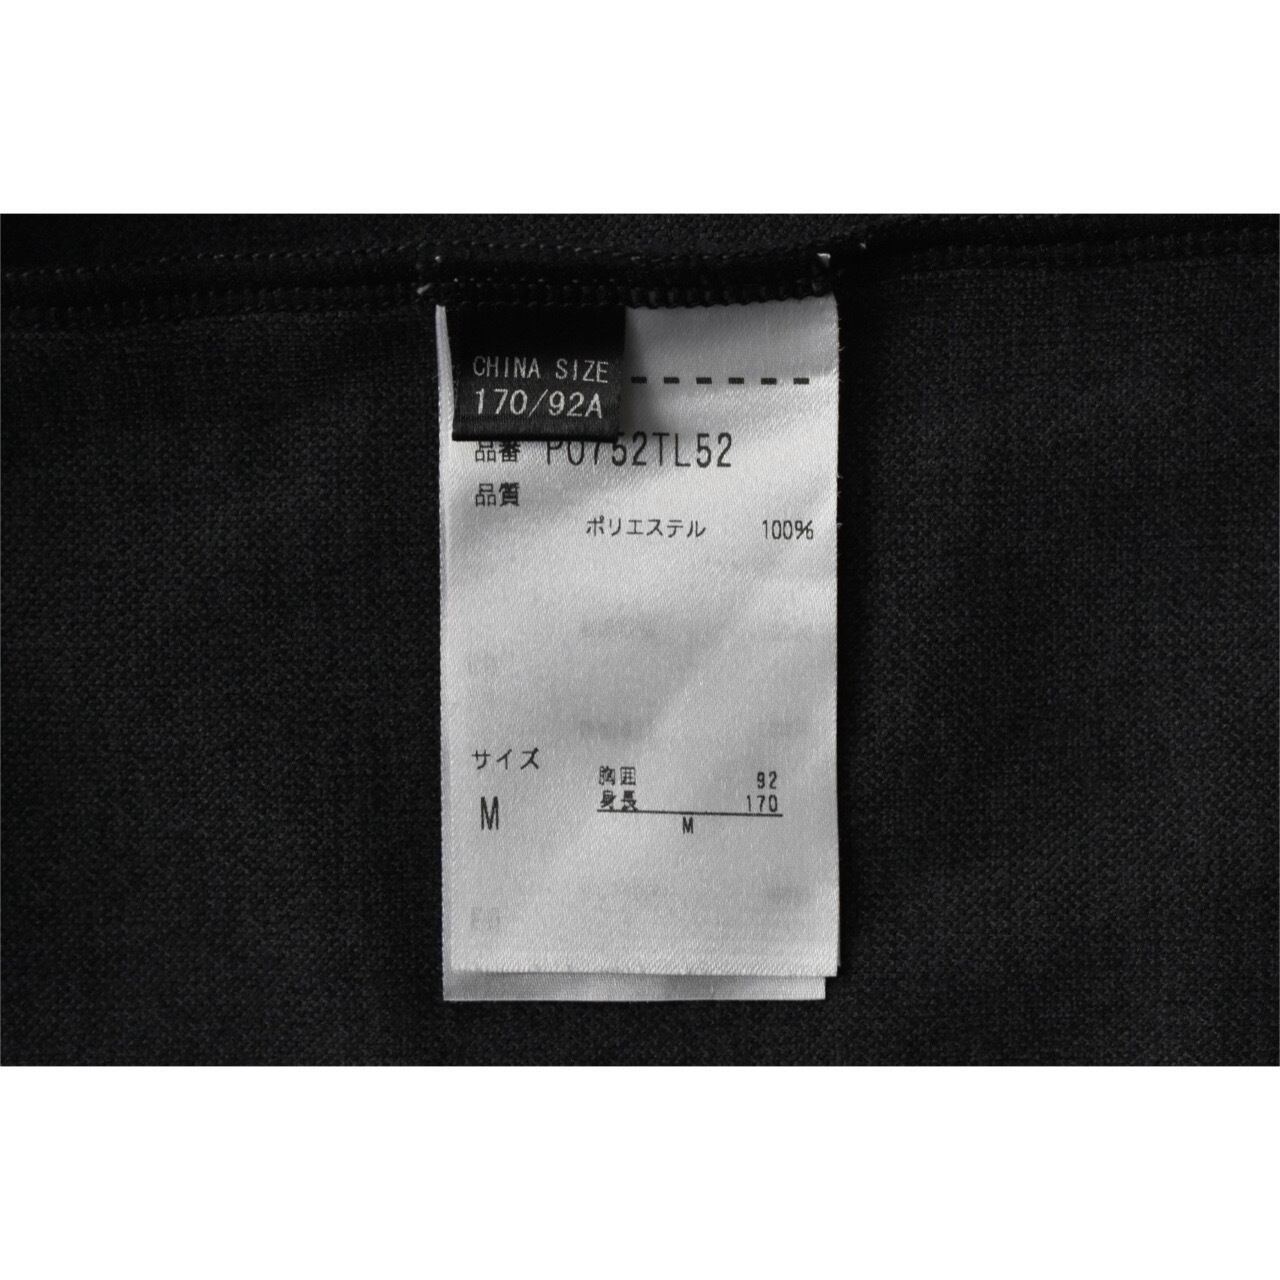 CHINA SIZE
170/92A
品番 P0752TL52
品質
ポリエステル 100%
サイズ
M
胸囲 92
身長 170
M